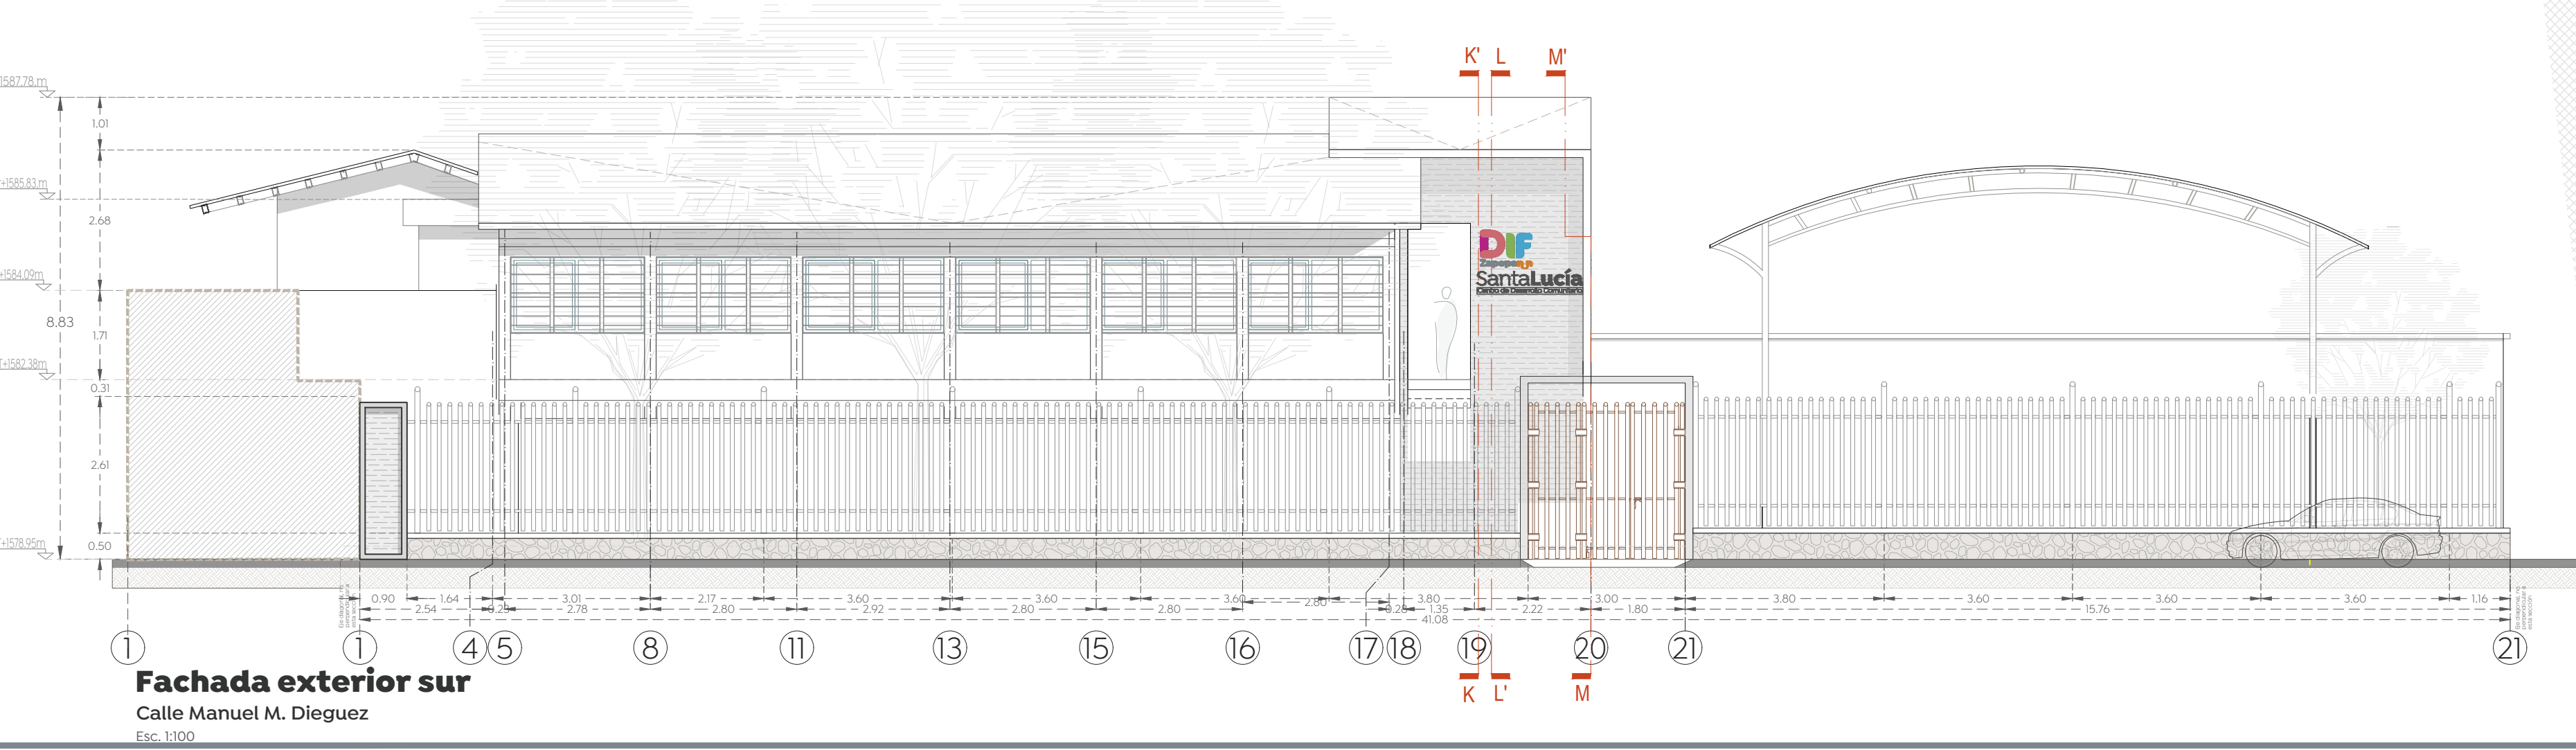 K' L M'
1587.78.m
1.01
+1585.83.m
2.68
+1584.09m
8.83
1.71
T+1582.38m
0.31
2.61
+1578.95m
0.50
DIF
Zapopan
SantaLucía
Centro de Desarrollo Comunitario
0.90 1.64 3.01 2.17 3.60 3.60 3.60 3.80 3.00 3.80 3.60 3.60 3.60 1.16
2.54 0.23 2.78 2.80 2.92 2.80 2.80 2.80 0.28 1.35 2.22 1.80 15.76
41.08
1 1 4 5 8 11 13 15 16 17 18 19 20 21 21
K L' M
Fachada exterior sur
Calle Manuel M. Dieguez
Esc. 1:100